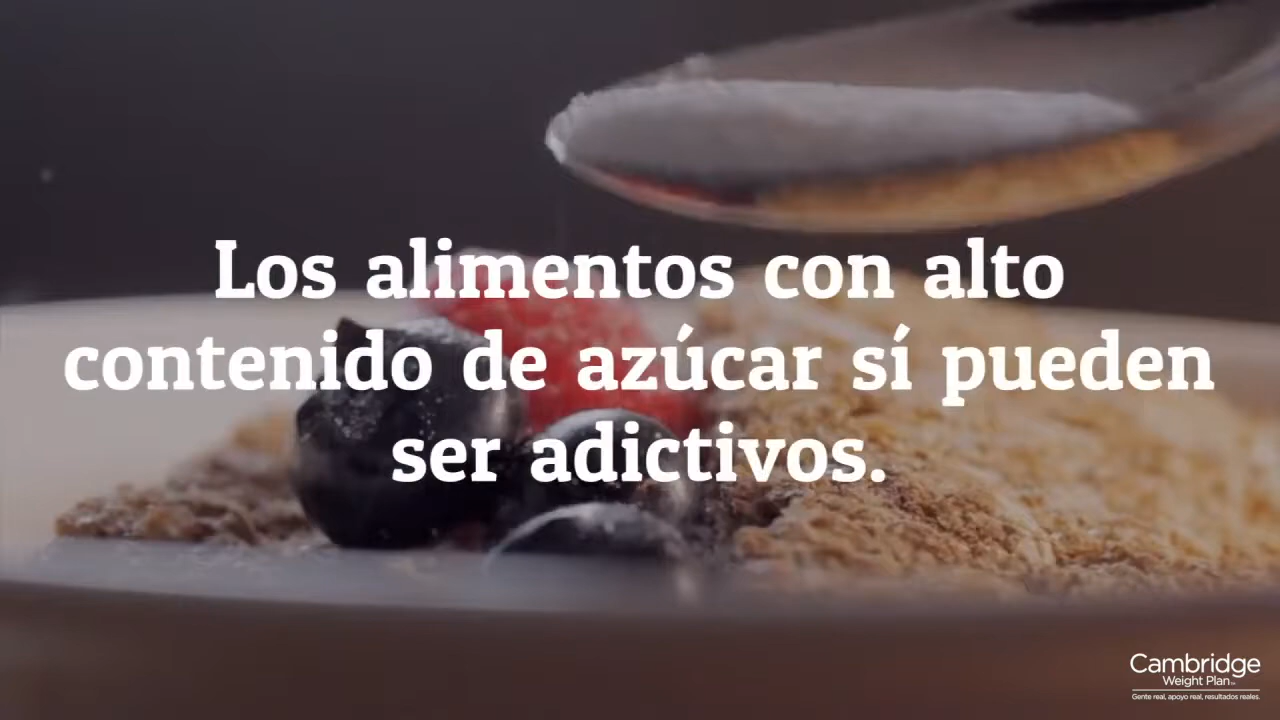 Los alimentos con alto
contenido de azúcar sí pueden
ser adictivos.
Cambridge
Weight Plan™
Gente real, apoyo real, resultados reales.